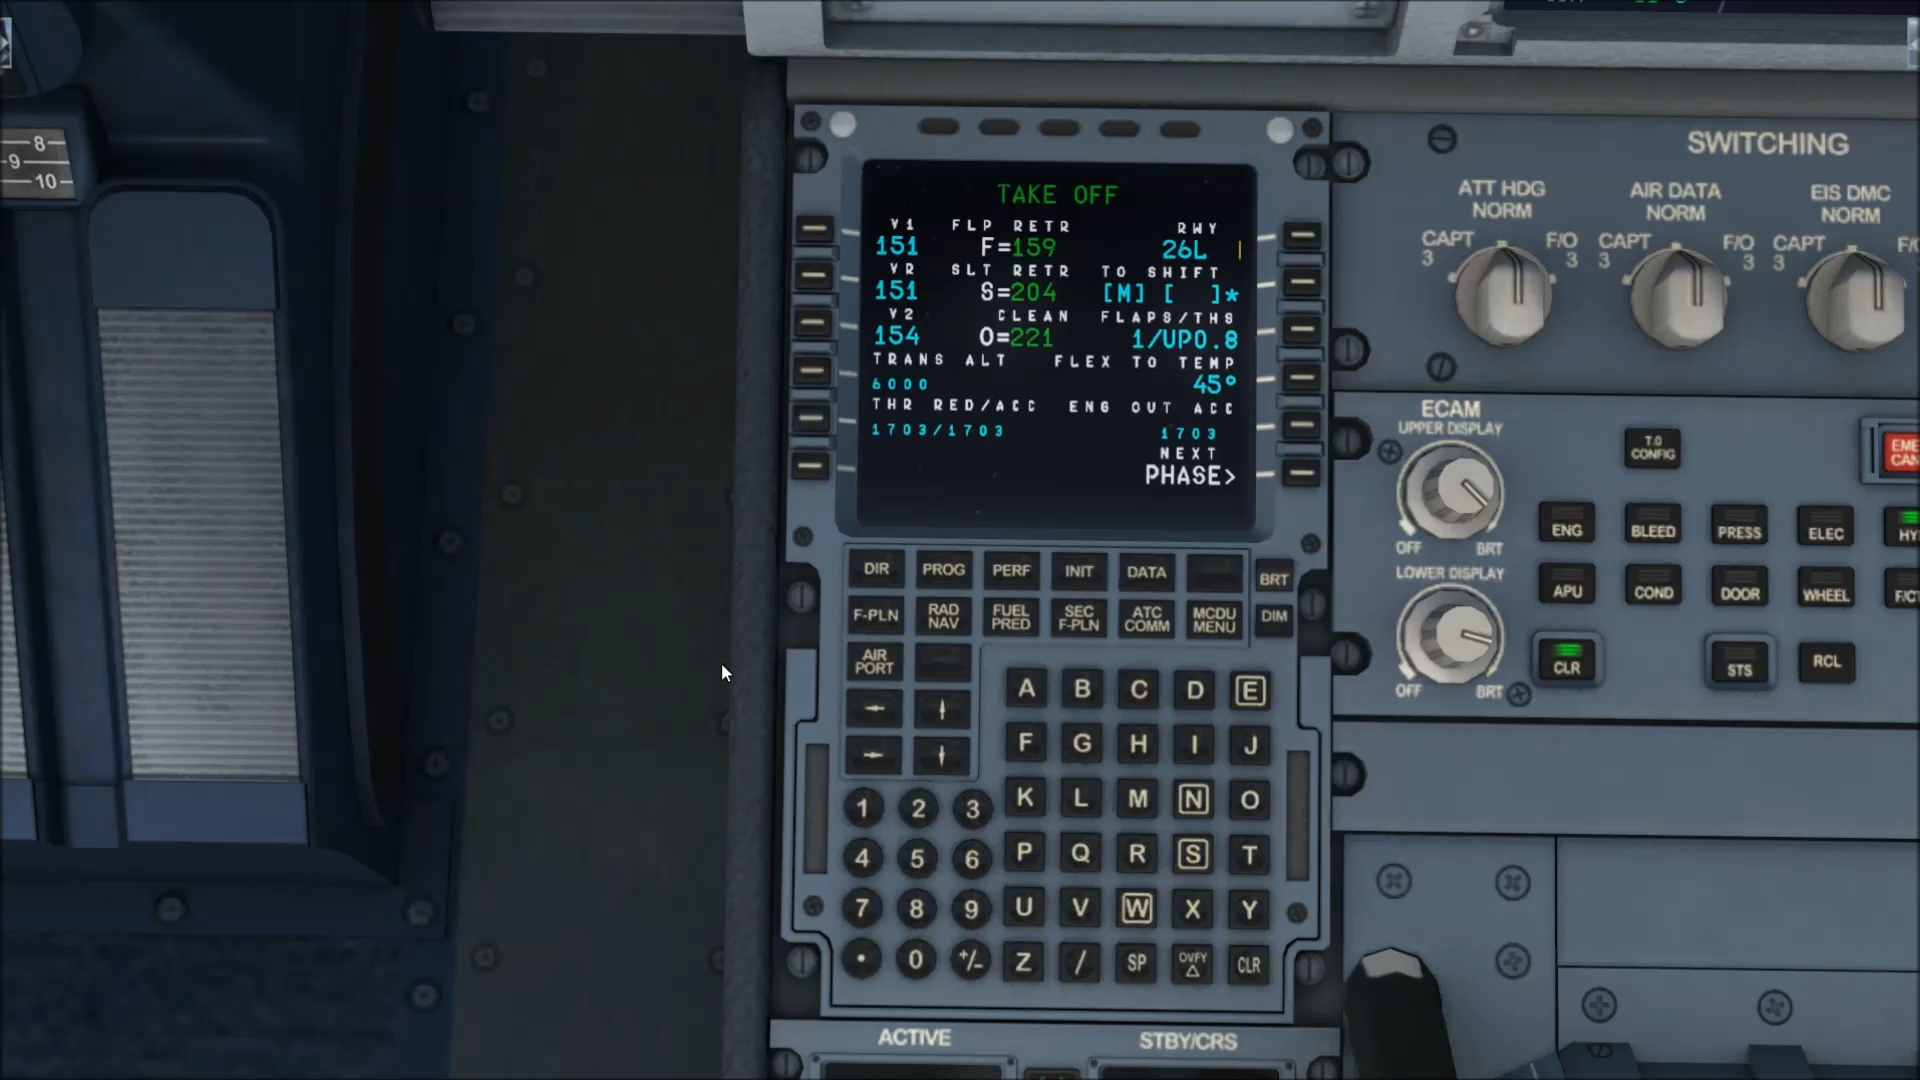 8
9
10
TAKE OFF
V1 FLP RETR RWY
151 F=159 26L
VR SLT RETR TO SHIFT
151 S=204 [M] [ ]*
V2 CLEAN FLAPS/THS
154 O=221 1/UP0.8
TRANS ALT FLEX TO TEMP
6000 45°
THR RED/ACC ENG OUT ACC
1703/1703 1703
NEXT
PHASE>
DIR PROG PERF INIT DATA BRT
F-PLN RAD NAV FUEL PRED SEC F-PLN ATC COMM MCDU MENU DIM
AIR PORT
A B C D E
F G H I J
1 2 3 K L M N O
4 5 6 P Q R S T
7 8 9 U V W X Y
. 0 +/- Z / SP OVFY CLR
ACTIVE STBY/CRS
SWITCHING
ATT HDG AIR DATA EIS DMC
NORM NORM NORM
CAPT 3 F/O 3 CAPT 3 F/O 3 CAPT 3
ECAM
UPPER DISPLAY
OFF BRT
LOWER DISPLAY
OFF BRT
T.O CONFIG
ENG BLEED PRESS ELEC
APU COND DOOR WHEEL
CLR STS RCL